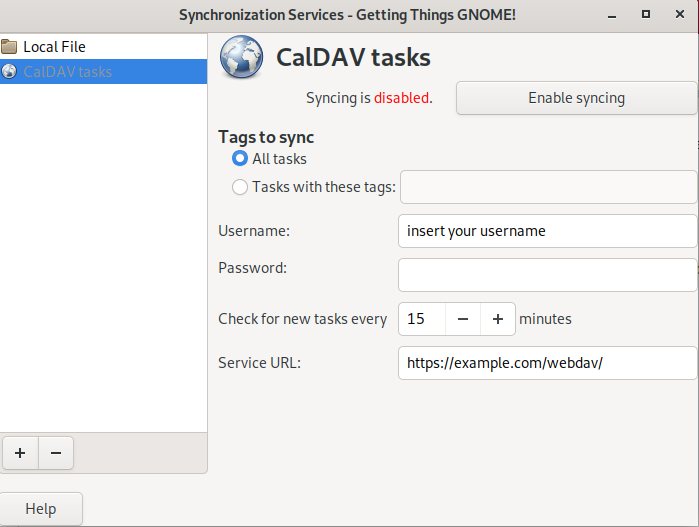 Synchronization Services - Getting Things GNOME!
Local File
CalDAV tasks
CalDAV tasks
Syncing is disabled.
Enable syncing
Tags to sync
All tasks
Tasks with these tags:
Username:
insert your username
Password:
Check for new tasks every 15 − + minutes
Service URL:
https://example.com/webdav/
+ −
Help